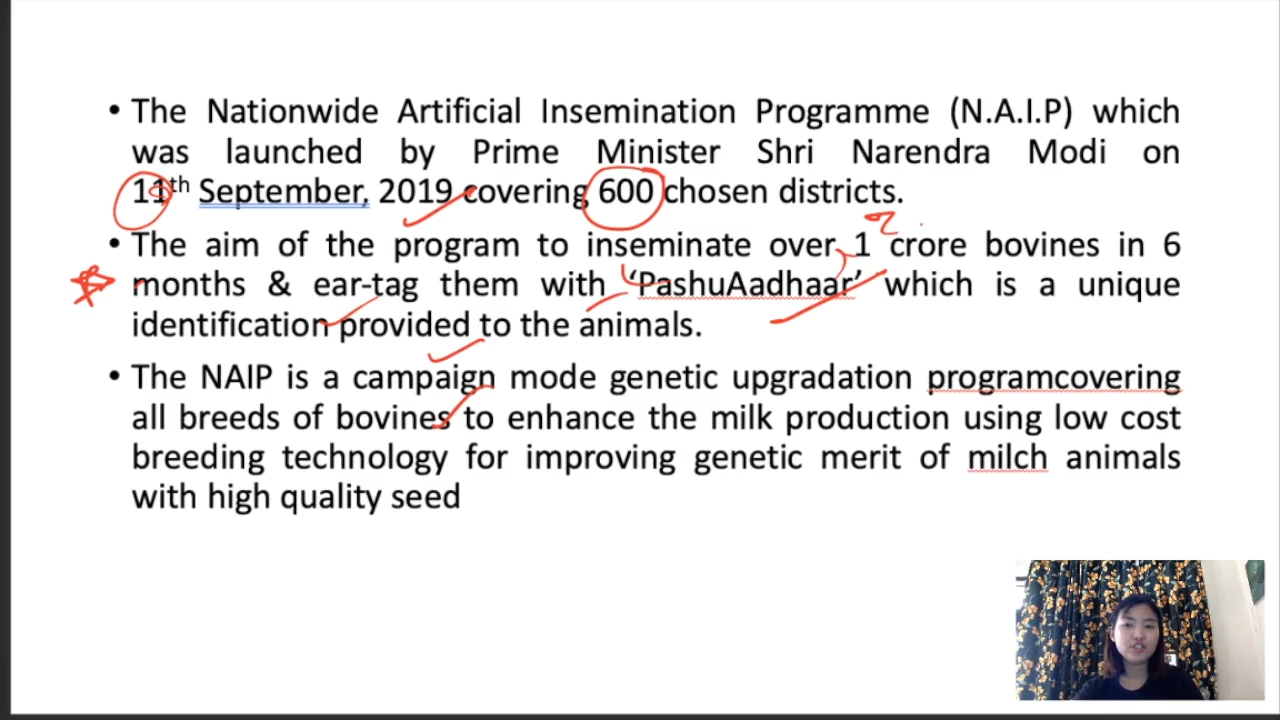 • The Nationwide Artificial Insemination Programme (N.A.I.P) which
was launched by Prime Minister Shri Narendra Modi on
11th September, 2019 covering 600 chosen districts.
• The aim of the program to inseminate over 1 crore bovines in 6
months & ear-tag them with ‘PashuAadhaar’ which is a unique
identification provided to the animals.
• The NAIP is a campaign mode genetic upgradation programcovering
all breeds of bovines to enhance the milk production using low cost
breeding technology for improving genetic merit of milch animals
with high quality seed